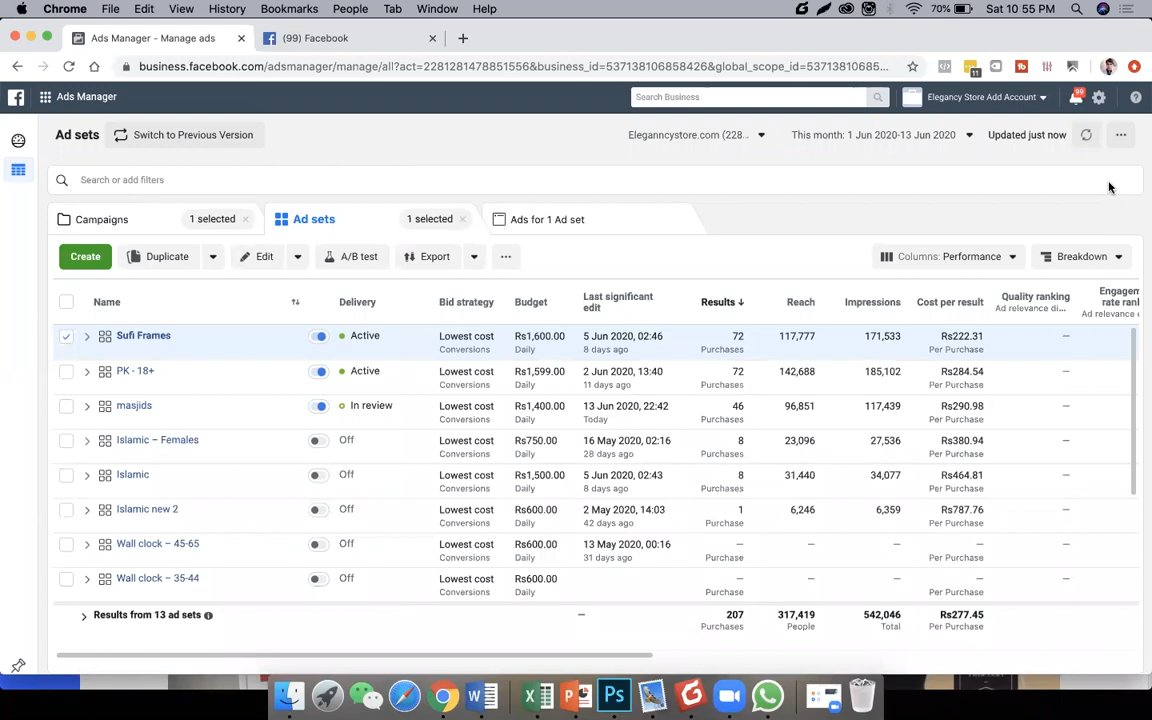 Chrome File Edit View History Bookmarks People Tab Window Help 70% Sat 10:55 PM
Ads Manager - Manage ads (99) Facebook
business.facebook.com/adsmanager/manage/all?act=2281281478851556&business_id=537138106858426&global_scope_id=53713810685... 11
Ads Manager Search Business Elegancy Store Add Account 99
Ad sets Switch to Previous Version Eleganncystore.com (228... This month: 1 Jun 2020-13 Jun 2020 Updated just now
Search or add filters
Campaigns 1 selected Ad sets 1 selected Ads for 1 Ad set
Create Duplicate Edit A/B test Export Columns: Performance Breakdown
Name Delivery Bid strategy Budget Last significant edit Results Reach Impressions Cost per result Quality ranking Ad relevance di... Engagem rate rank Ad relevance d
Sufi Frames Active Lowest cost Rs1,600.00 5 Jun 2020, 02:46 72 117,777 171,533 Rs222.31 —
Conversions Daily 8 days ago Purchases Per Purchase
PK - 18+ Active Lowest cost Rs1,599.00 2 Jun 2020, 13:40 72 142,688 185,102 Rs284.54 —
Conversions Daily 11 days ago Purchases Per Purchase
masjids In review Lowest cost Rs1,400.00 13 Jun 2020, 22:42 46 96,851 117,439 Rs290.98 —
Conversions Daily Today Purchases Per Purchase
Islamic – Females Off Lowest cost Rs750.00 16 May 2020, 02:16 8 23,096 27,536 Rs380.94 —
Conversions Daily 28 days ago Purchases Per Purchase
Islamic Off Lowest cost Rs1,500.00 5 Jun 2020, 02:43 8 31,440 34,077 Rs464.81 —
Conversions Daily 8 days ago Purchases Per Purchase
Islamic new 2 Off Lowest cost Rs600.00 2 May 2020, 14:03 1 6,246 6,359 Rs787.76 —
Conversions Daily 42 days ago Purchase Per Purchase
Wall clock – 45-65 Off Lowest cost Rs600.00 13 May 2020, 00:16 — — — — —
Conversions Daily 31 days ago Purchase Per Purchase
Wall clock – 35-44 Off Lowest cost Rs600.00 — — — — —
Conversions Daily Purchase Per Purchase
Results from 13 ad sets — 207 317,419 542,046 Rs277.45
Purchases People Total Per Purchase
W X P Ps